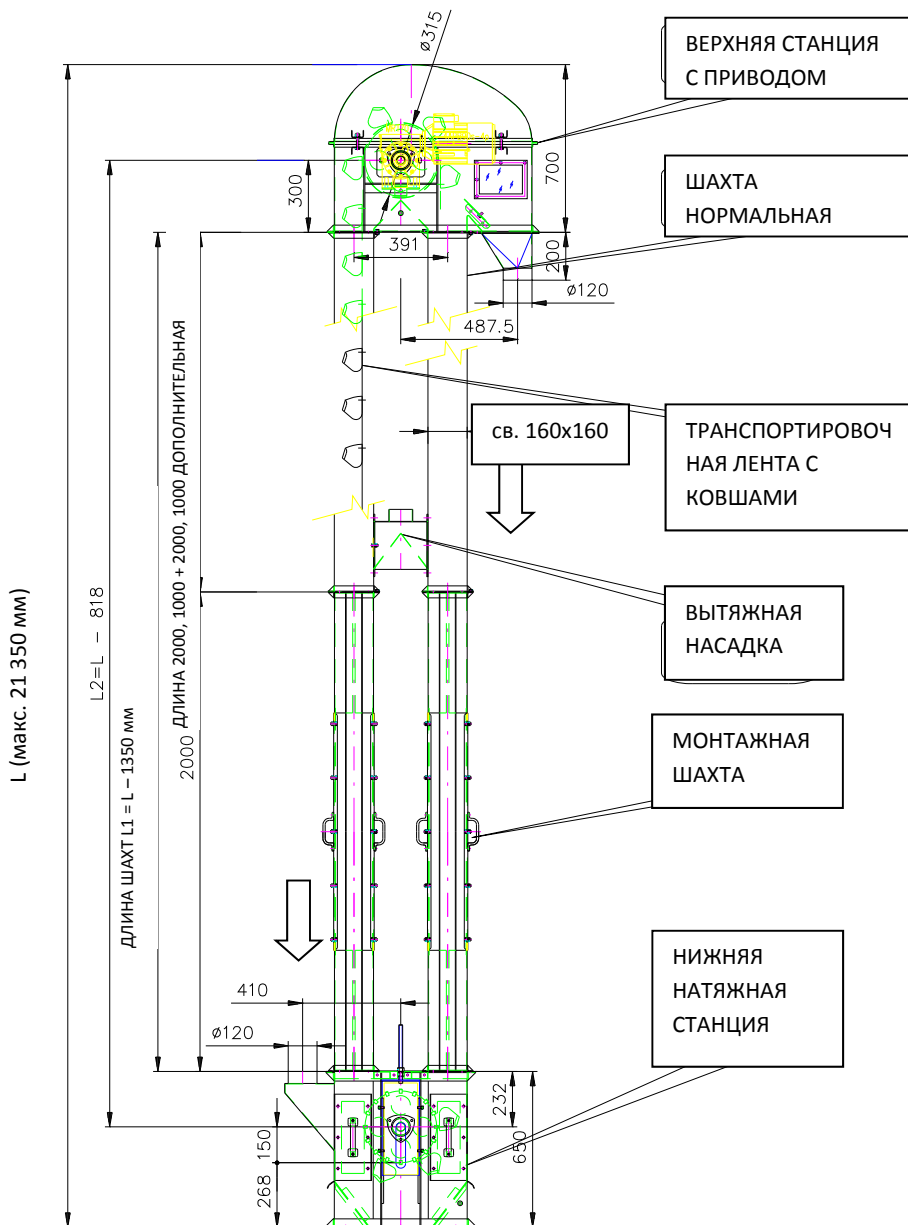 ø315
ВЕРХНЯЯ СТАНЦИЯ
С ПРИВОДОМ
700
300
ШАХТА
НОРМАЛЬНАЯ
391
200
ø120
487.5
св. 160х160
ТРАНСПОРТИРОВОЧ
НАЯ ЛЕНТА С
КОВШАМИ
ВЫТЯЖНАЯ
НАСАДКА
L (макс. 21 350 мм)
L2=L – 818
ДЛИНА ШАХТ L1 = L – 1350 мм
ДЛИНА 2000, 1000 + 2000, 1000 ДОПОЛНИТЕЛЬНАЯ
2000
МОНТАЖНАЯ
ШАХТА
НИЖНЯЯ
НАТЯЖНАЯ
СТАНЦИЯ
410
ø120
232
650
150
268